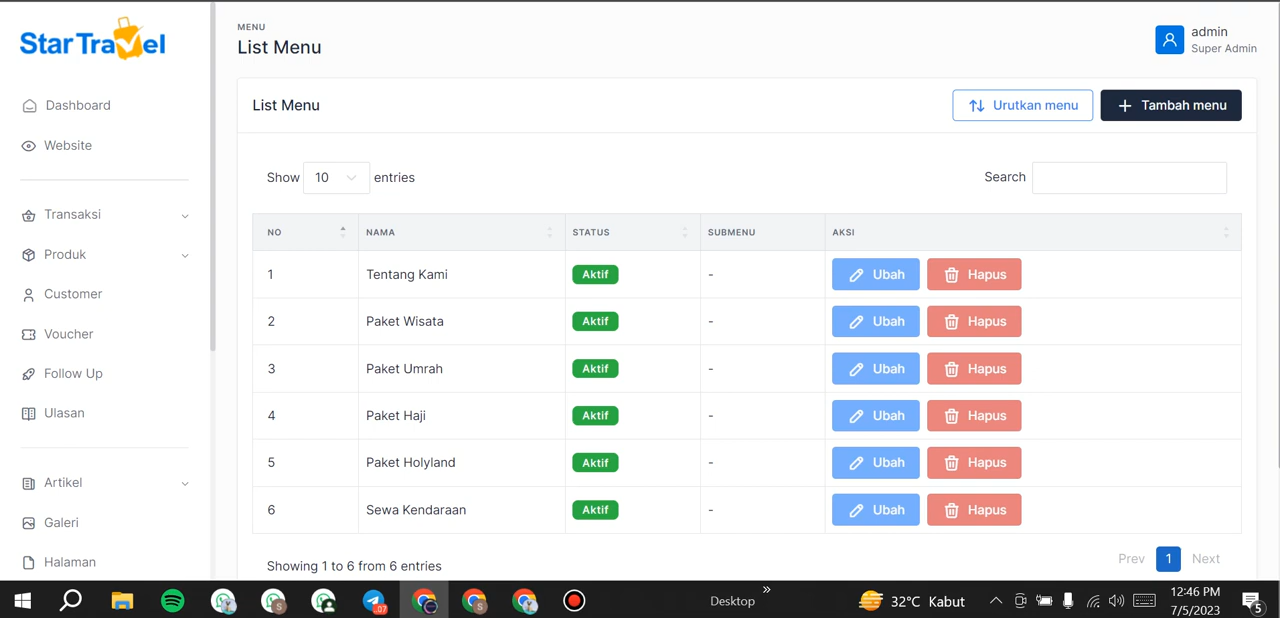 Star Travel
Dashboard
Website
Transaksi
Produk
Customer
Voucher
Follow Up
Ulasan
Artikel
Galeri
Halaman
MENU
List Menu
admin
Super Admin
List Menu
Urutkan menu
Tambah menu
Show 10 entries
Search
NO NAMA STATUS SUBMENU AKSI
1 Tentang Kami Aktif - Ubah Hapus
2 Paket Wisata Aktif - Ubah Hapus
3 Paket Umrah Aktif - Ubah Hapus
4 Paket Haji Aktif - Ubah Hapus
5 Paket Holyland Aktif - Ubah Hapus
6 Sewa Kendaraan Aktif - Ubah Hapus
Showing 1 to 6 from 6 entries
Prev 1 Next
Desktop
32°C Kabut
12:46 PM
7/5/2023
5